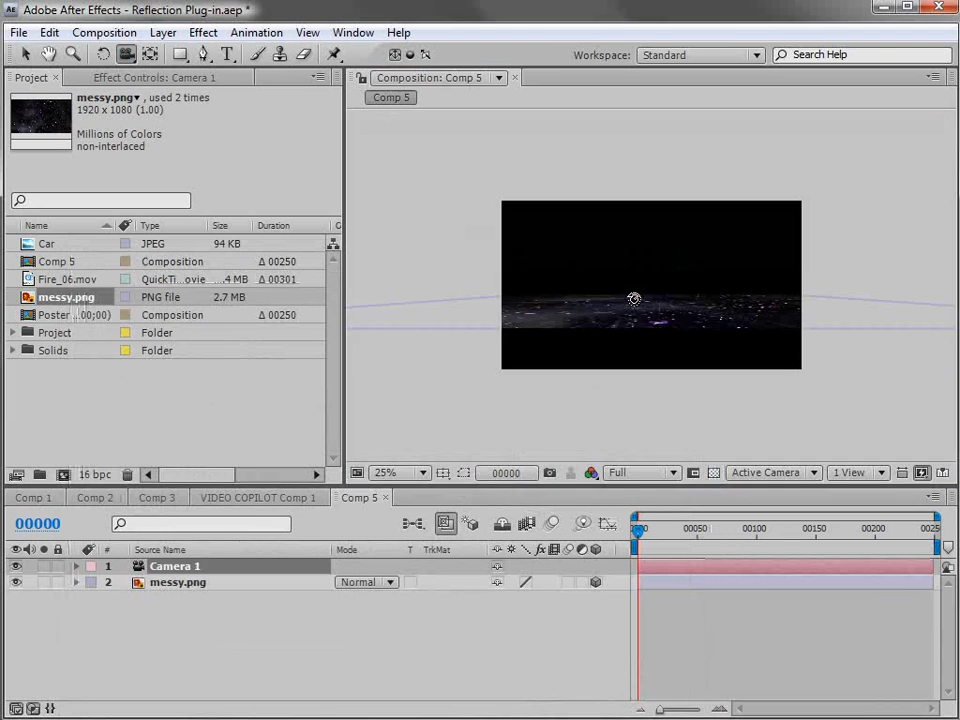 Adobe After Effects - Reflection Plug-in.aep *
File Edit Composition Layer Effect Animation View Window Help
Workspace: Standard Search Help
Project Effect Controls: Camera 1 Composition: Comp 5
messy.png, used 2 times
Comp 5
1920 x 1080 (1.00)
Millions of Colors
non-interlaced
Name Type Size Duration
Car JPEG 94 KB
Comp 5 Composition Δ 00250
Fire_06.mov QuickTi...ovie ....4 MB Δ 00301
messy.png PNG file 2.7 MB
Poster ...00;00) Composition Δ 00250
Project Folder
Solids Folder
16 bpc 25% 00000 Full Active Camera 1 View
Comp 1 Comp 2 Comp 3 VIDEO COPILOT Comp 1 Comp 5
00000 00050 00100 00150 00200 0025
# Source Name Mode T TrkMat
1 Camera 1
2 messy.png Normal